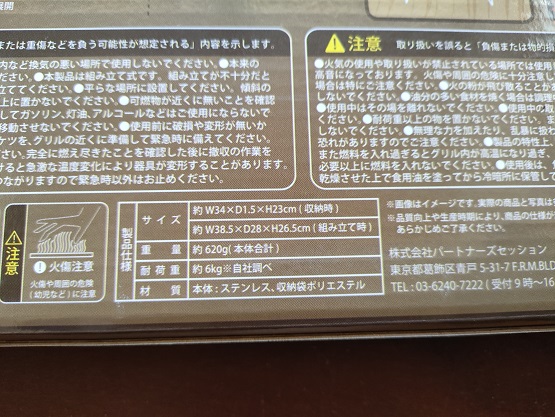 または重傷などを負う可能性が想定される」内容を示します。
内など換気の悪い場所で使用しないでください。●本来の
ください。●本製品は組み立て式です。組み立てが不十分だと
立ててください。●平らな場所に設置してください。傾斜の
上に置かないでください。●可燃物が近くに無いことを確認
してガソリン、灯油、アルコールなどはご使用にならないで
移動させないでください。●使用前に破損や変形が無いか
ケツを、グリルの近くに準備して緊急時に備えてください。
い。完全に燃え尽きたことを確認した後に撤収の作業を
けると急激な温度変化により器具が変形することがあります。
つながりますので緊急時以外はお止めください。
注意 取り扱いを誤ると「負傷または物的損
●火気の使用や取り扱いが禁止されている場所では使用
高音になっております。火傷や周囲の危険に十分注意し
場合は特にご注意ください。●火の粉が飛び散ることがあ
しないでください。●油分の多い食材を焼く場合は調理
●使用中はその場を離れないでください。
ださい。●耐荷重以上の物を置かないでください。
しないでください。●無理な力を加えたり、乱暴に扱
恐れがありますのでご注意ください。●製品の特性上、
また燃料を入れ過ぎるとグリル内が高温になり過ぎ、
必要以上に燃料を入れないでください。●使用後は
乾燥させた上で食用油を塗ってから冷暗所に保管して
注意
火傷注意
火傷や周囲の危険
(幼児など)に注意
製品仕様
サイズ 約 W34×D1.5×H23cm(収納時)
約 W38.5×D28×H26.5cm(組み立て時)
重量 約 620g(本体合計)
耐荷重 約 6kg※自社調べ
材質 本体:ステンレス、収納袋ポリエステル
※画像はイメージです。実際の商品と写真は
※品質向上や生産時期により、商品の仕様が
あらかじめご了承ください。
株式会社パートナーズセッション
東京都葛飾区青戸 5-31-7 F.R.M.BLD
TEL:03-6240-7222(受付 9時〜16